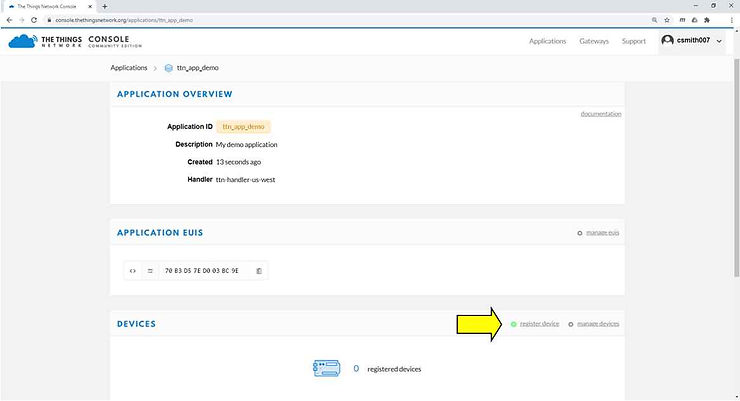 The Things Network Console
console.thethingsnetwork.org/applications/ttn_app_demo
THE THINGS
NETWORK
CONSOLE
COMMUNITY EDITION
Applications Gateways Support csmith007
Applications > ttn_app_demo
APPLICATION OVERVIEW
documentation
Application ID ttn_app_demo
Description My demo application
Created 13 seconds ago
Handler ttn-handler-us-west
APPLICATION EUIS
manage euis
<> 70 B3 D5 7E D0 03 BC 9E
DEVICES
register device manage devices
0 registered devices